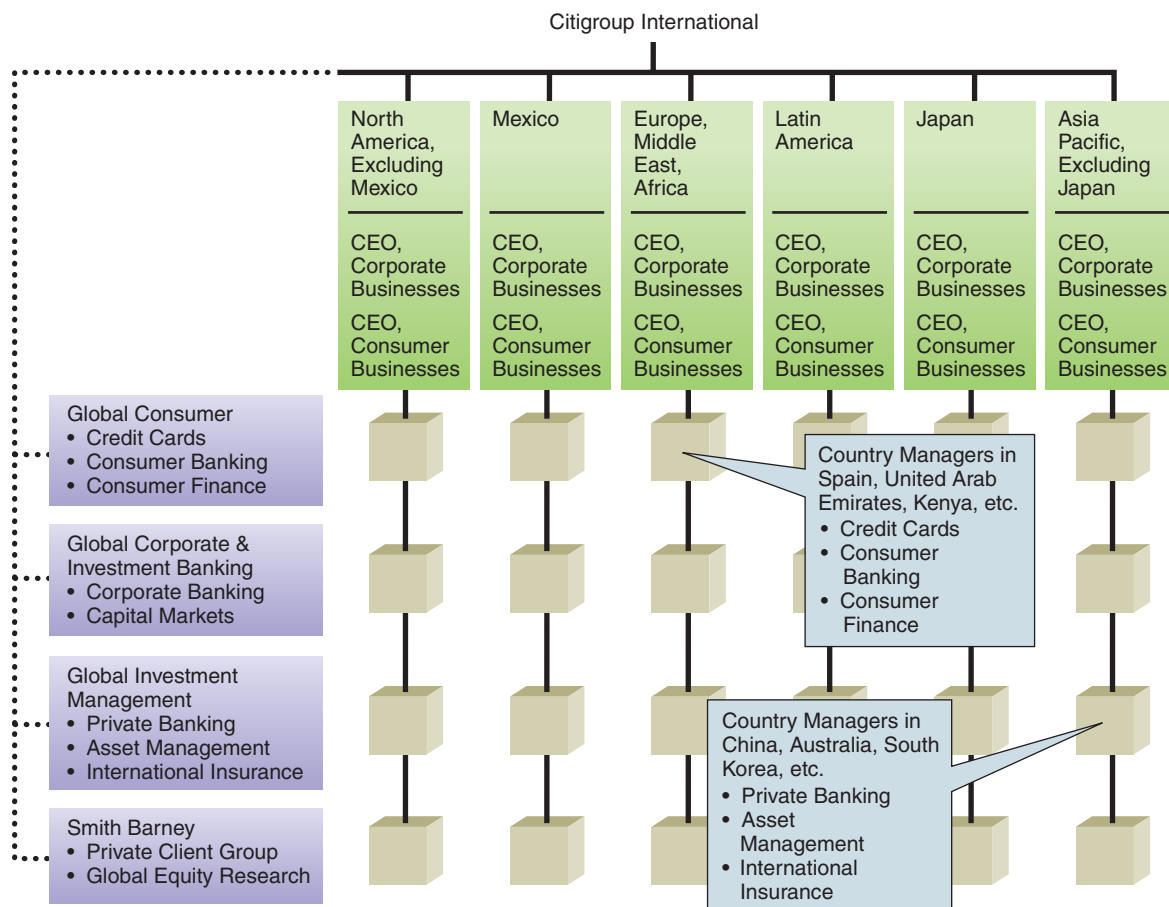 Citigroup International
North
America,
Excluding
Mexico
CEO,
Corporate
Businesses
CEO,
Consumer
Businesses
Mexico
CEO,
Corporate
Businesses
CEO,
Consumer
Businesses
Europe,
Middle
East,
Africa
CEO,
Corporate
Businesses
CEO,
Consumer
Businesses
Latin
America
CEO,
Corporate
Businesses
CEO,
Consumer
Businesses
Japan
CEO,
Corporate
Businesses
CEO,
Consumer
Businesses
Asia
Pacific,
Excluding
Japan
CEO,
Corporate
Businesses
CEO,
Consumer
Businesses
Global Consumer
• Credit Cards
• Consumer Banking
• Consumer Finance
Country Managers in
Spain, United Arab
Emirates, Kenya, etc.
• Credit Cards
• Consumer
Banking
• Consumer
Finance
Global Corporate &
Investment Banking
• Corporate Banking
• Capital Markets
Global Investment
Management
• Private Banking
• Asset Management
• International Insurance
Country Managers in
China, Australia, South
Korea, etc.
• Private Banking
• Asset
Management
• International
Insurance
Smith Barney
• Private Client Group
• Global Equity Research